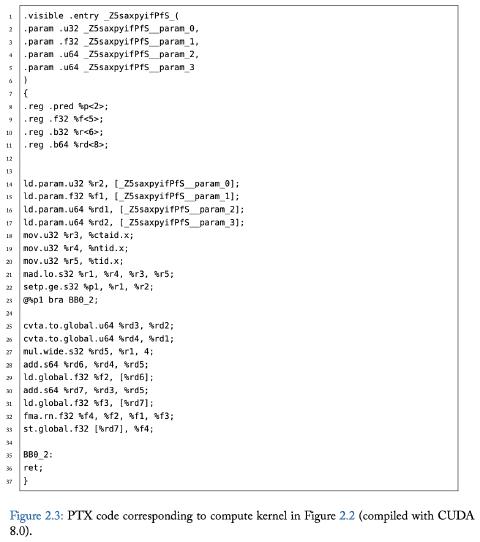 1 .visible .entry _Z5saxpyifPfS_(
2 .param .u32 _Z5saxpyifPfS__param_0,
3 .param .f32 _Z5saxpyifPfS__param_1,
4 .param .u64 _Z5saxpyifPfS__param_2,
5 .param .u64 _Z5saxpyifPfS__param_3
6 )
7 {
8 .reg .pred %p<2>;
9 .reg .f32 %f<5>;
10 .reg .b32 %r<6>;
11 .reg .b64 %rd<8>;
12
13
14 ld.param.u32 %r2, [_Z5saxpyifPfS__param_0];
15 ld.param.f32 %f1, [_Z5saxpyifPfS__param_1];
16 ld.param.u64 %rd1, [_Z5saxpyifPfS__param_2];
17 ld.param.u64 %rd2, [_Z5saxpyifPfS__param_3];
18 mov.u32 %r3, %ctaid.x;
19 mov.u32 %r4, %ntid.x;
20 mov.u32 %r5, %tid.x;
21 mad.lo.s32 %r1, %r4, %r3, %r5;
22 setp.ge.s32 %p1, %r1, %r2;
23 @%p1 bra BB0_2;
24
25 cvta.to.global.u64 %rd3, %rd2;
26 cvta.to.global.u64 %rd4, %rd1;
27 mul.wide.s32 %rd5, %r1, 4;
28 add.s64 %rd6, %rd4, %rd5;
29 ld.global.f32 %f2, [%rd6];
30 add.s64 %rd7, %rd3, %rd5;
31 ld.global.f32 %f3, [%rd7];
32 fma.rn.f32 %f4, %f2, %f1, %f3;
33 st.global.f32 [%rd7], %f4;
34
35 BB0_2:
36 ret;
37 }
Figure 2.3: PTX code corresponding to compute kernel in Figure 2.2 (compiled with CUDA
8.0).